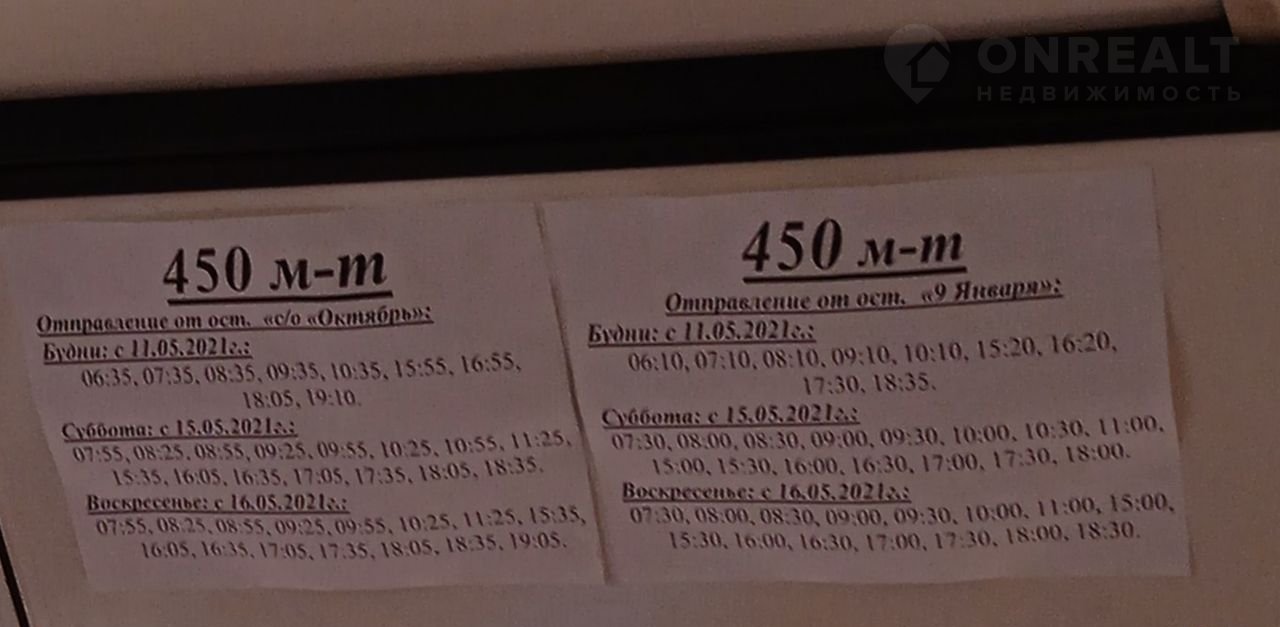 ONREALT
НЕДВИЖИМОСТЬ
450 м-т
Отправление от ост. «с/о «Октябрь»:
Будни: с 11.05.2021г.:
06:35, 07:35, 08:35, 09:35, 10:35, 15:55, 16:55,
18:05, 19:10.
Суббота: с 15.05.2021г.:
07:55, 08:25, 08:55, 09:25, 09:55, 10:25, 10:55, 11:25,
15:35, 16:05, 16:35, 17:05, 17:35, 18:05, 18:35.
Воскресенье: с 16.05.2021г.:
07:55, 08:25, 08:55, 09:25, 09:55, 10:25, 11:25, 15:35,
16:05, 16:35, 17:05, 17:35, 18:05, 18:35, 19:05.
450 м-т
Отправление от ост. «9 Января»:
Будни: с 11.05.2021г.:
06:10, 07:10, 08:10, 09:10, 10:10, 15:20, 16:20,
17:30, 18:35.
Суббота: с 15.05.2021г.:
07:30, 08:00, 08:30, 09:00, 09:30, 10:00, 10:30, 11:00,
15:00, 15:30, 16:00, 16:30, 17:00, 17:30, 18:00.
Воскресенье: с 16.05.2021г.:
07:30, 08:00, 08:30, 09:00, 09:30, 10:00, 11:00, 15:00,
15:30, 16:00, 16:30, 17:00, 17:30, 18:00, 18:30.